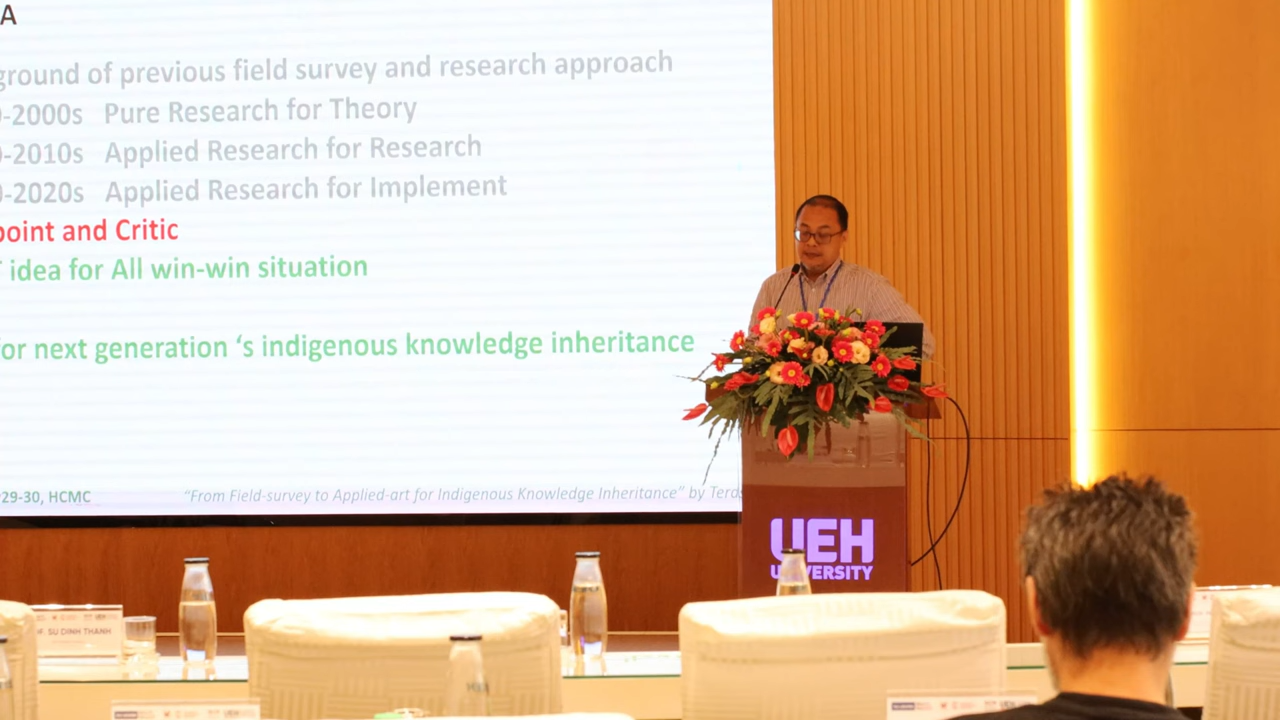 A
ground of previous field survey and research approach
-2000s Pure Research for Theory
-2010s Applied Research for Research
-2020s Applied Research for Implement
point and Critic
idea for All win-win situation
for next generation ‘s indigenous knowledge inheritance
29-30, HCMC
“From Field-survey to Applied-art for Indigenous Knowledge Inheritance” by
UEH
UNIVERSITY
SU DINH THANH
UEH